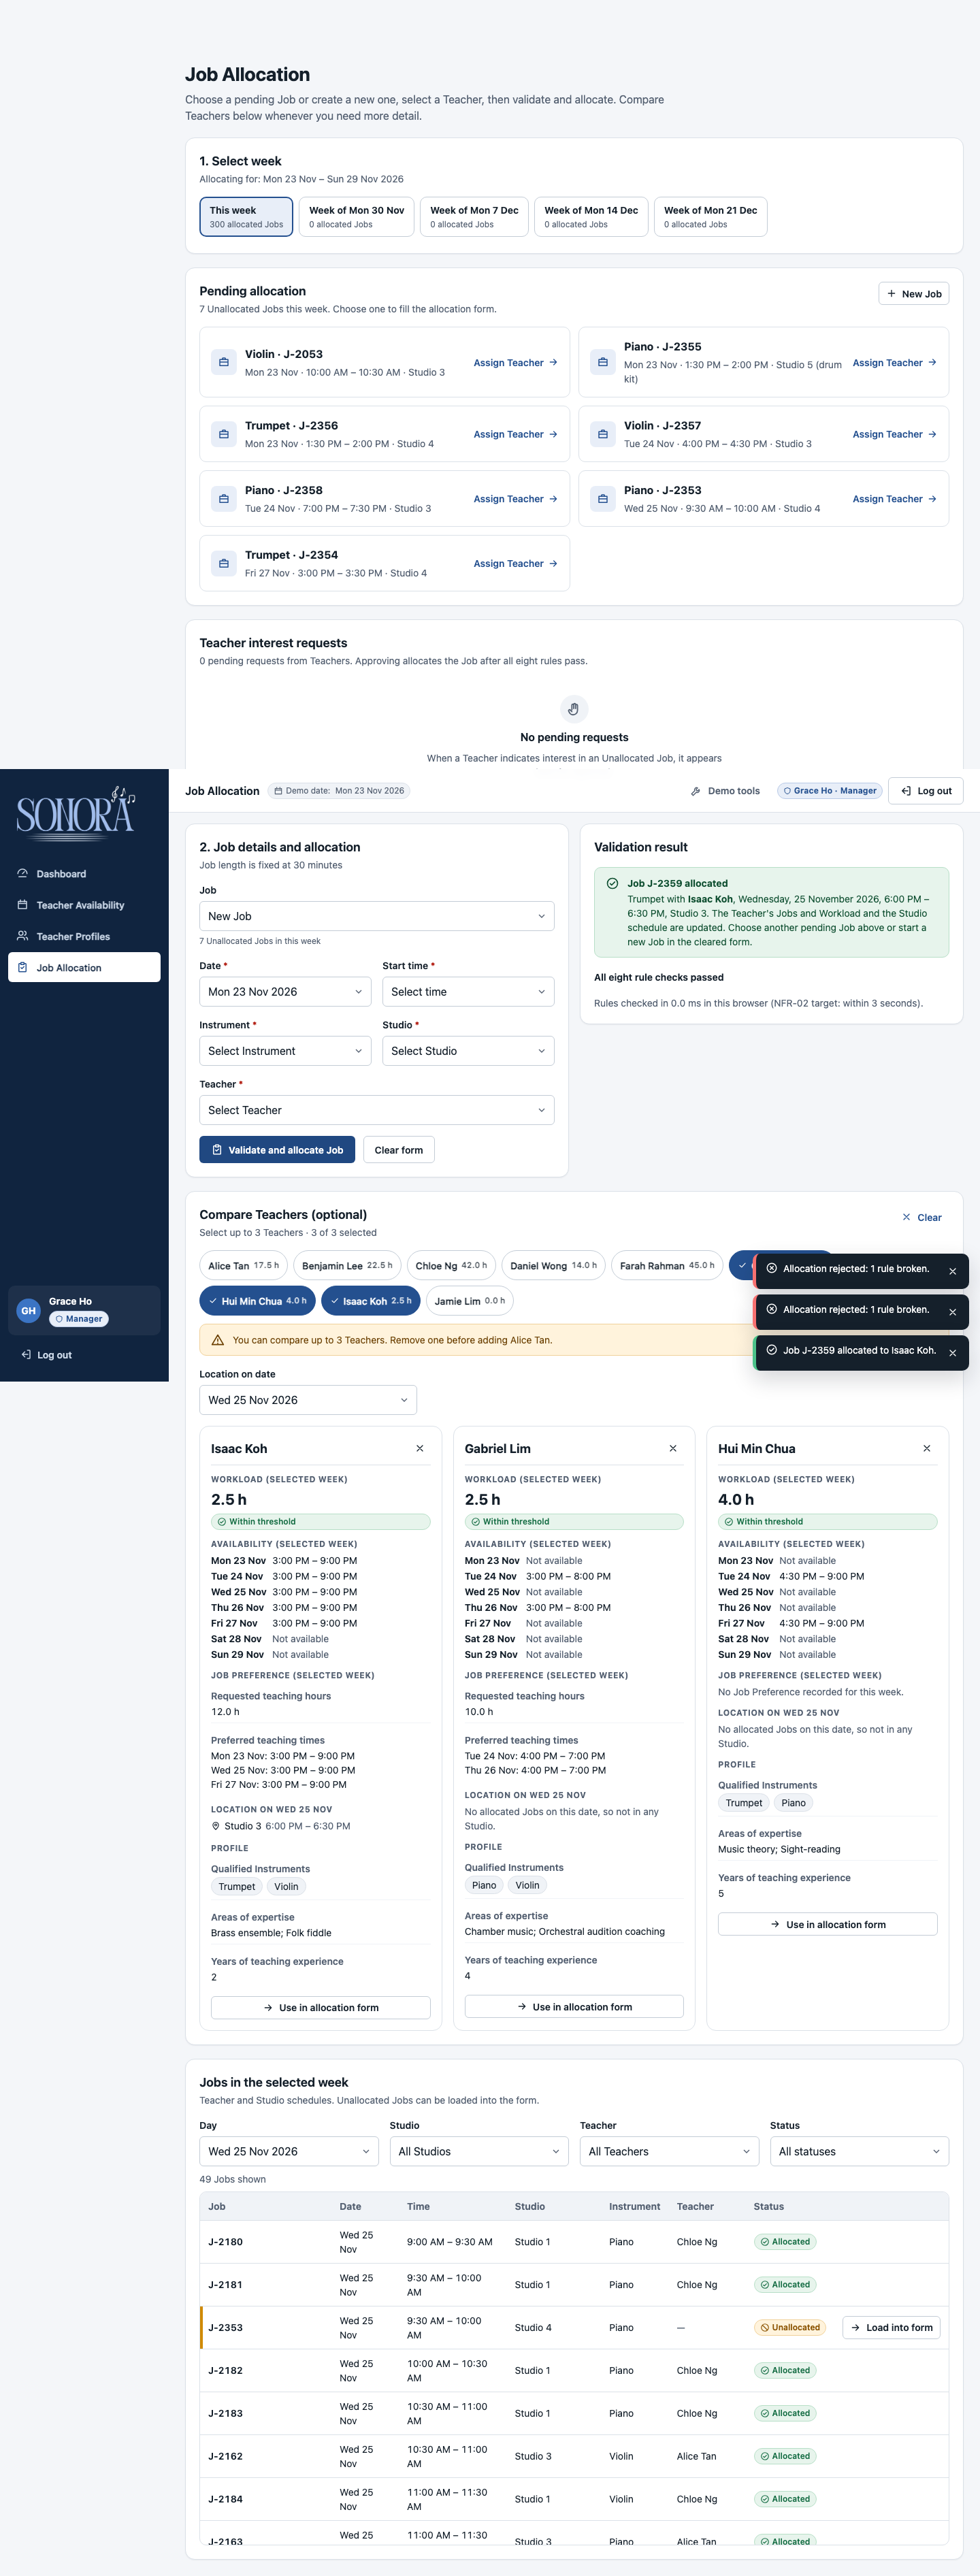 Job Allocation
Choose a pending Job or create a new one, select a Teacher, then validate and allocate. Compare
Teachers below whenever you need more detail.
1. Select week
Allocating for: Mon 23 Nov – Sun 29 Nov 2026
This week
300 allocated Jobs
Week of Mon 30 Nov
0 allocated Jobs
Week of Mon 7 Dec
0 allocated Jobs
Week of Mon 14 Dec
0 allocated Jobs
Week of Mon 21 Dec
0 allocated Jobs
Pending allocation
7 Unallocated Jobs this week. Choose one to fill the allocation form.
New Job
Violin · J-2053
Mon 23 Nov · 10:00 AM – 10:30 AM · Studio 3
Assign Teacher
Piano · J-2355
Mon 23 Nov · 1:30 PM – 2:00 PM · Studio 5 (drum
kit)
Assign Teacher
Trumpet · J-2356
Mon 23 Nov · 1:30 PM – 2:00 PM · Studio 4
Assign Teacher
Violin · J-2357
Tue 24 Nov · 4:00 PM – 4:30 PM · Studio 3
Assign Teacher
Piano · J-2358
Tue 24 Nov · 7:00 PM – 7:30 PM · Studio 3
Assign Teacher
Piano · J-2353
Wed 25 Nov · 9:30 AM – 10:00 AM · Studio 4
Assign Teacher
Trumpet · J-2354
Fri 27 Nov · 3:00 PM – 3:30 PM · Studio 4
Assign Teacher
Teacher interest requests
0 pending requests from Teachers. Approving allocates the Job after all eight rules pass.
No pending requests
When a Teacher indicates interest in an Unallocated Job, it appears
SONORA
Dashboard
Teacher Availability
Teacher Profiles
Job Allocation
GH
Grace Ho
Manager
Log out
Job Allocation
Demo date: Mon 23 Nov 2026
Demo tools
Grace Ho · Manager
Log out
2. Job details and allocation
Job length is fixed at 30 minutes
Job
New Job
7 Unallocated Jobs in this week
Date *
Mon 23 Nov 2026
Start time *
Select time
Instrument *
Select Instrument
Studio *
Select Studio
Teacher *
Select Teacher
Validate and allocate Job
Clear form
Validation result
Job J-2359 allocated
Trumpet with Isaac Koh, Wednesday, 25 November 2026, 6:00 PM –
6:30 PM, Studio 3. The Teacher's Jobs and Workload and the Studio
schedule are updated. Choose another pending Job above or start a
new Job in the cleared form.
All eight rule checks passed
Rules checked in 0.0 ms in this browser (NFR-02 target: within 3 seconds).
Compare Teachers (optional)
Select up to 3 Teachers · 3 of 3 selected
Clear
Alice Tan 17.5 h
Benjamin Lee 22.5 h
Chloe Ng 42.0 h
Daniel Wong 14.0 h
Farah Rahman 45.0 h
Hui Min Chua 4.0 h
Isaac Koh 2.5 h
Jamie Lim 0.0 h
Allocation rejected: 1 rule broken.
Allocation rejected: 1 rule broken.
Job J-2359 allocated to Isaac Koh.
You can compare up to 3 Teachers. Remove one before adding Alice Tan.
Location on date
Wed 25 Nov 2026
Isaac Koh
WORKLOAD (SELECTED WEEK)
2.5 h
Within threshold
AVAILABILITY (SELECTED WEEK)
Mon 23 Nov 3:00 PM – 9:00 PM
Tue 24 Nov 3:00 PM – 9:00 PM
Wed 25 Nov 3:00 PM – 9:00 PM
Thu 26 Nov 3:00 PM – 9:00 PM
Fri 27 Nov 3:00 PM – 9:00 PM
Sat 28 Nov Not available
Sun 29 Nov Not available
JOB PREFERENCE (SELECTED WEEK)
Requested teaching hours
12.0 h
Preferred teaching times
Mon 23 Nov: 3:00 PM – 9:00 PM
Wed 25 Nov: 3:00 PM – 9:00 PM
Fri 27 Nov: 3:00 PM – 9:00 PM
LOCATION ON WED 25 NOV
Studio 3 6:00 PM – 6:30 PM
PROFILE
Qualified Instruments
Trumpet
Violin
Areas of expertise
Brass ensemble; Folk fiddle
Years of teaching experience
2
Use in allocation form
Gabriel Lim
WORKLOAD (SELECTED WEEK)
2.5 h
Within threshold
AVAILABILITY (SELECTED WEEK)
Mon 23 Nov Not available
Tue 24 Nov 3:00 PM – 8:00 PM
Wed 25 Nov Not available
Thu 26 Nov 3:00 PM – 8:00 PM
Fri 27 Nov Not available
Sat 28 Nov Not available
Sun 29 Nov Not available
JOB PREFERENCE (SELECTED WEEK)
Requested teaching hours
10.0 h
Preferred teaching times
Tue 24 Nov: 4:00 PM – 7:00 PM
Thu 26 Nov: 4:00 PM – 7:00 PM
LOCATION ON WED 25 NOV
No allocated Jobs on this date, so not in any
Studio.
PROFILE
Qualified Instruments
Piano
Violin
Areas of expertise
Chamber music; Orchestral audition coaching
Years of teaching experience
4
Use in allocation form
Hui Min Chua
WORKLOAD (SELECTED WEEK)
4.0 h
Within threshold
AVAILABILITY (SELECTED WEEK)
Mon 23 Nov Not available
Tue 24 Nov 4:30 PM – 9:00 PM
Wed 25 Nov Not available
Thu 26 Nov Not available
Fri 27 Nov 4:30 PM – 9:00 PM
Sat 28 Nov Not available
Sun 29 Nov Not available
JOB PREFERENCE (SELECTED WEEK)
No Job Preference recorded for this week.
LOCATION ON WED 25 NOV
No allocated Jobs on this date, so not in any
Studio.
PROFILE
Qualified Instruments
Trumpet
Piano
Areas of expertise
Music theory; Sight-reading
Years of teaching experience
5
Use in allocation form
Jobs in the selected week
Teacher and Studio schedules. Unallocated Jobs can be loaded into the form.
Day
Wed 25 Nov 2026
Studio
All Studios
Teacher
All Teachers
Status
All statuses
49 Jobs shown
Job Date Time Studio Instrument Teacher Status
J-2180 Wed 25 Nov 9:00 AM – 9:30 AM Studio 1 Piano Chloe Ng Allocated
J-2181 Wed 25 Nov 9:30 AM – 10:00 AM Studio 1 Piano Chloe Ng Allocated
J-2353 Wed 25 Nov 9:30 AM – 10:00 AM Studio 4 Piano — Unallocated Load into form
J-2182 Wed 25 Nov 10:00 AM – 10:30 AM Studio 1 Piano Chloe Ng Allocated
J-2183 Wed 25 Nov 10:30 AM – 11:00 AM Studio 1 Piano Chloe Ng Allocated
J-2162 Wed 25 Nov 10:30 AM – 11:00 AM Studio 3 Violin Alice Tan Allocated
J-2184 Wed 25 Nov 11:00 AM – 11:30 AM Studio 1 Violin Chloe Ng Allocated
J-2163 Wed 25 11:00 AM – 11:30 Studio 3 Piano Alice Tan Allocated